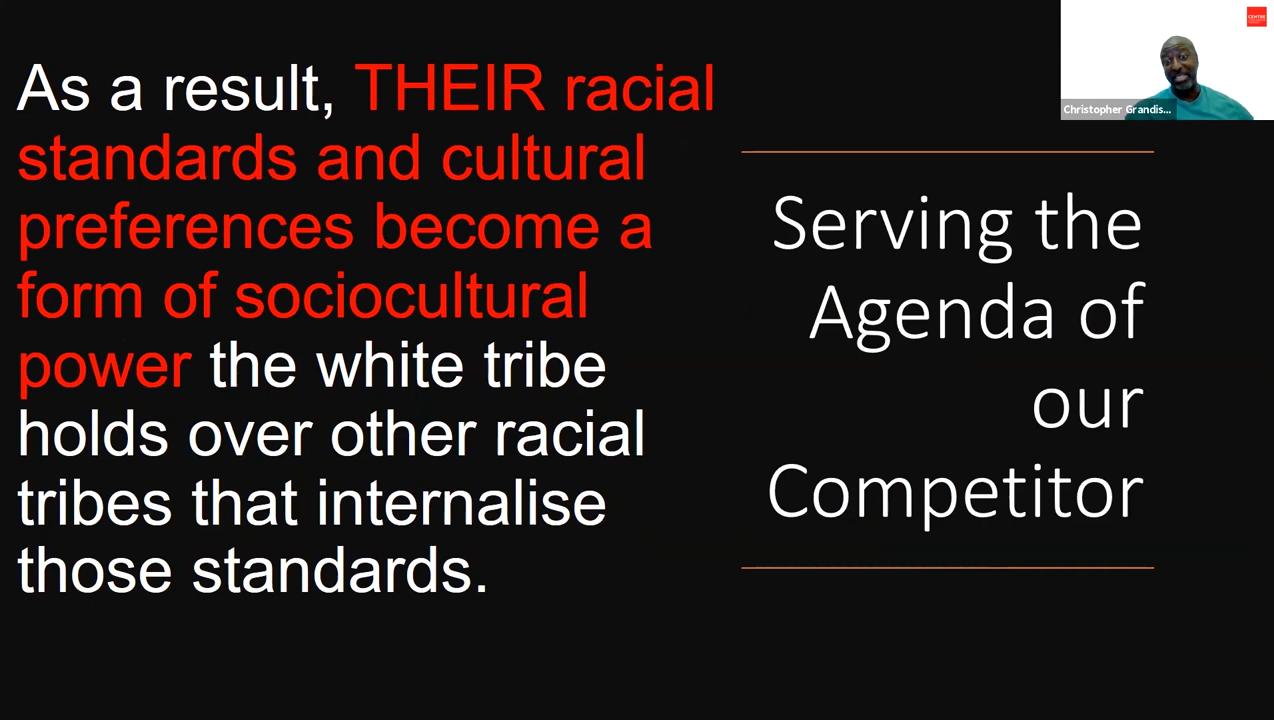 As a result, THEIR racial
standards and cultural
preferences become a
form of sociocultural
power the white tribe
holds over other racial
tribes that internalise
those standards.
Serving the
Agenda of
our
Competitor
Christopher Grandis...
CENTRE